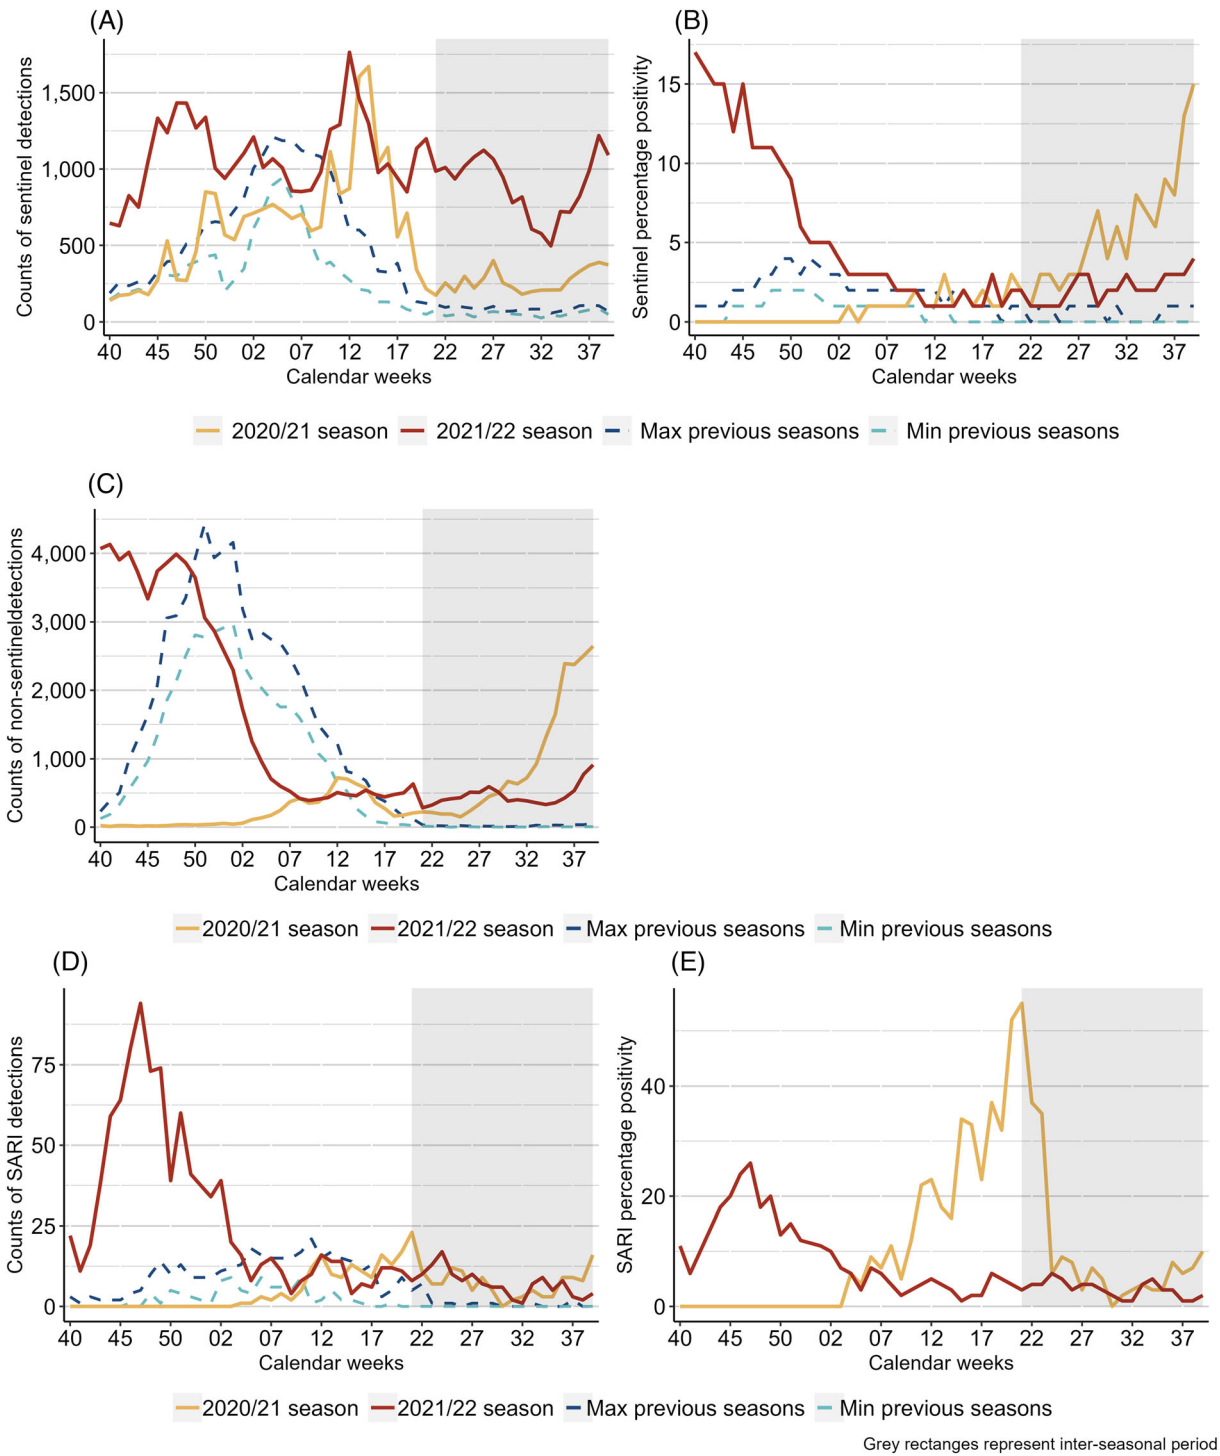 (A)
Counts of sentinel detections
1,500
1,000
500
0
40 45 50 02 07 12 17 22 27 32 37
Calendar weeks
(B)
Sentinel percentage positivity
15
10
5
0
40 45 50 02 07 12 17 22 27 32 37
Calendar weeks
2020/21 season 2021/22 season Max previous seasons Min previous seasons
(C)
Counts of non-sentineldetections
4,000
3,000
2,000
1,000
0
40 45 50 02 07 12 17 22 27 32 37
Calendar weeks
2020/21 season 2021/22 season Max previous seasons Min previous seasons
(D)
Counts of SARI detections
75
50
25
0
40 45 50 02 07 12 17 22 27 32 37
Calendar weeks
(E)
SARI percentage positivity
40
20
0
40 45 50 02 07 12 17 22 27 32 37
Calendar weeks
2020/21 season 2021/22 season Max previous seasons Min previous seasons
Grey rectanges represent inter-seasonal period